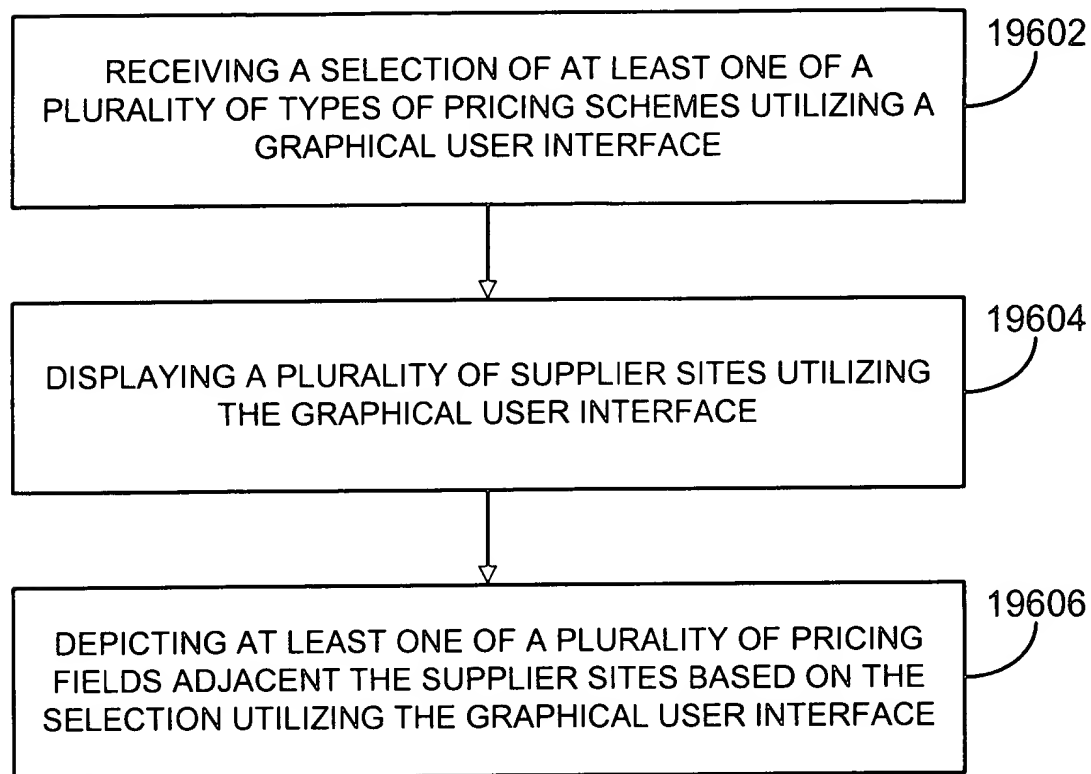 19602
RECEIVING A SELECTION OF AT LEAST ONE OF A
PLURALITY OF TYPES OF PRICING SCHEMES UTILIZING A
GRAPHICAL USER INTERFACE
19604
DISPLAYING A PLURALITY OF SUPPLIER SITES UTILIZING
THE GRAPHICAL USER INTERFACE
19606
DEPICTING AT LEAST ONE OF A PLURALITY OF PRICING
FIELDS ADJACENT THE SUPPLIER SITES BASED ON THE
SELECTION UTILIZING THE GRAPHICAL USER INTERFACE